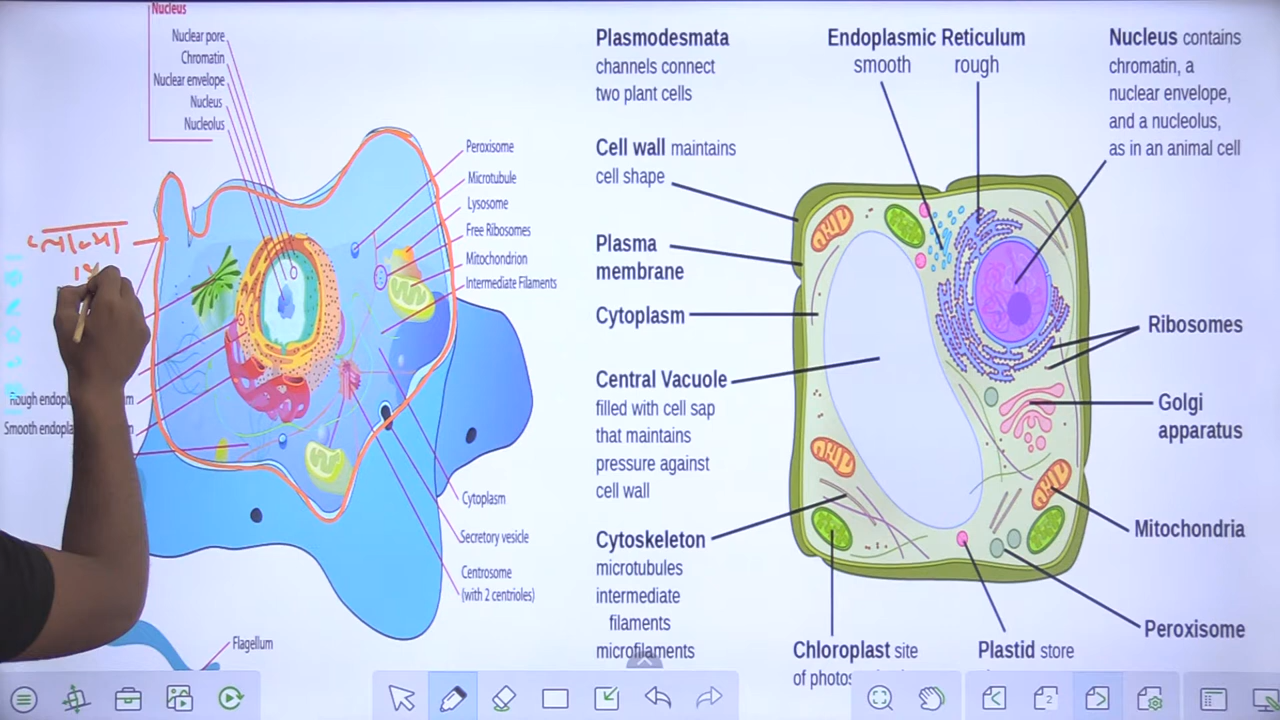 Nucleus
Nuclear pore
Chromatin
Nuclear envelope
Nucleus
Nucleolus
Peroxisome
Microtubule
Lysosome
Free Ribosomes
Mitochondrion
Intermediate Filaments
Rough
Smooth
Cytoplasm
Secretory vesicle
Centrosome
(with 2 centrioles)
Flagellum
Plasmodesmata
channels connect
two plant cells
Cell wall maintains
cell shape
Plasma
membrane
Cytoplasm
Central Vacuole
filled with cell sap
that maintains
pressure against
cell wall
Cytoskeleton
microtubules
intermediate
filaments
microfilaments
Endoplasmic Reticulum
smooth rough
Nucleus contains
chromatin, a
nuclear envelope,
and a nucleolus,
as in an animal cell
Ribosomes
Golgi
apparatus
Mitochondria
Peroxisome
Chloroplast site
of
Plastid store
2